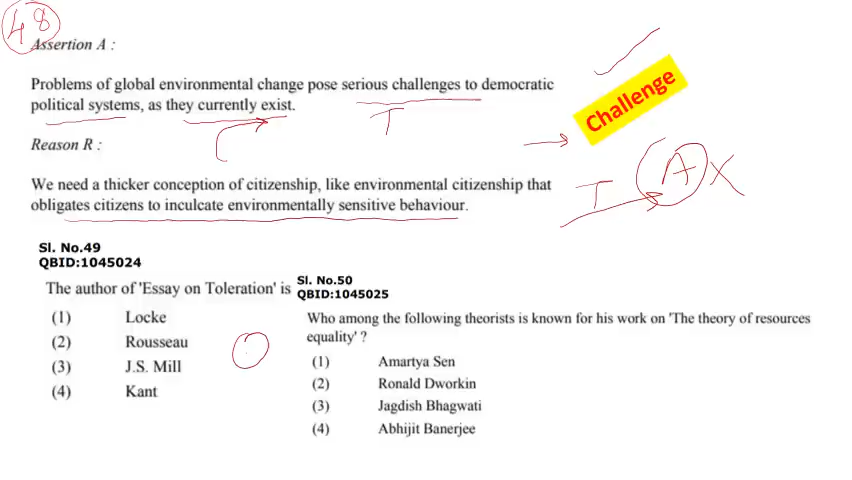 48
Assertion A :
Problems of global environmental change pose serious challenges to democratic
political systems, as they currently exist.
T
Challenge
Reason R :
We need a thicker conception of citizenship, like environmental citizenship that
obligates citizens to inculcate environmentally sensitive behaviour.
T
A X
Sl. No.49
QBID:1045024
The author of 'Essay on Toleration' is
(1) Locke
(2) Rousseau
(3) J.S. Mill
(4) Kant
Sl. No.50
QBID:1045025
Who among the following theorists is known for his work on 'The theory of resources
equality' ?
(1) Amartya Sen
(2) Ronald Dworkin
(3) Jagdish Bhagwati
(4) Abhijit Banerjee